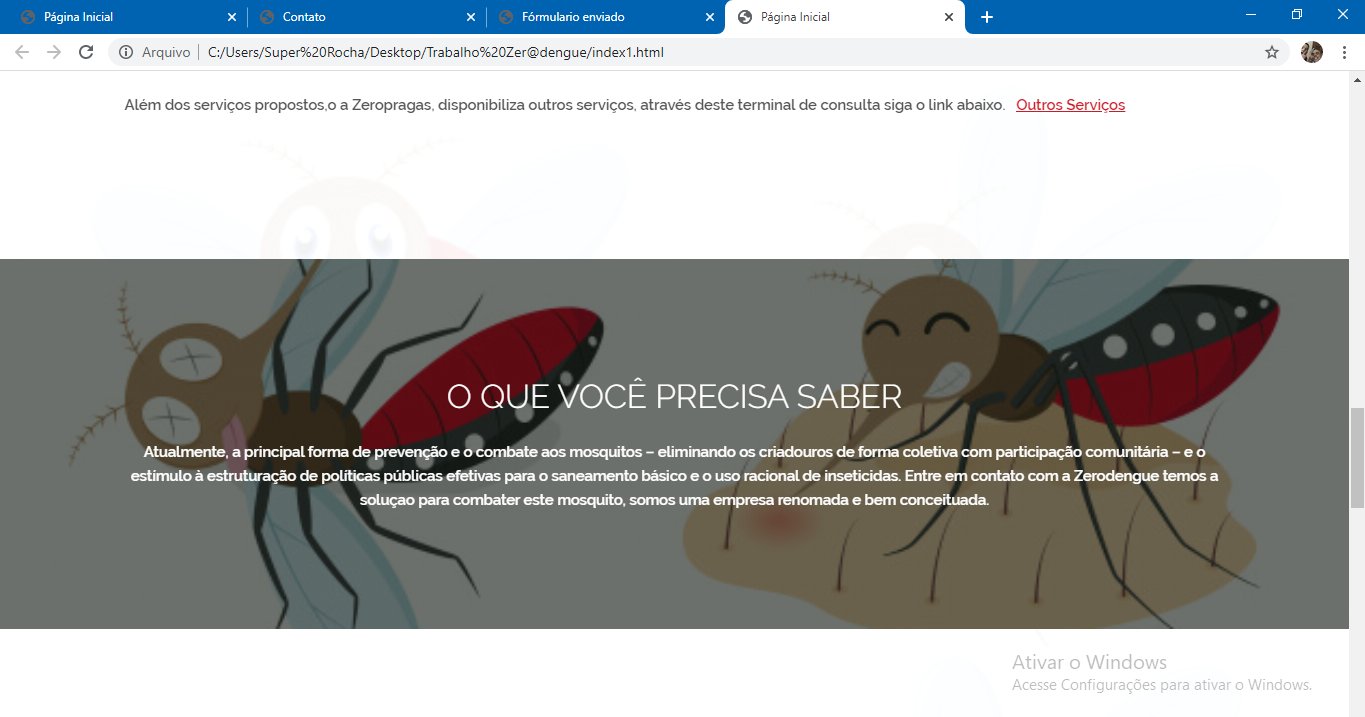 Página Inicial
Contato
Fórmulario enviado
Página Inicial
Arquivo
C:/Users/Super%20Rocha/Desktop/Trabalho%20Zer@dengue/index1.html
Além dos serviços propostos,o a Zeropragas, disponibiliza outros serviços, através deste terminal de consulta siga o link abaixo. Outros Serviços
O QUE VOCÊ PRECISA SABER
Atualmente, a principal forma de prevenção e o combate aos mosquitos – eliminando os criadouros de forma coletiva com participação comunitária – e o
estímulo à estruturação de políticas públicas efetivas para o saneamento básico e o uso racional de inseticidas. Entre em contato com a Zerodengue temos a
soluçao para combater este mosquito, somos uma empresa renomada e bem conceituada.
Ativar o Windows
Acesse Configurações para ativar o Windows.